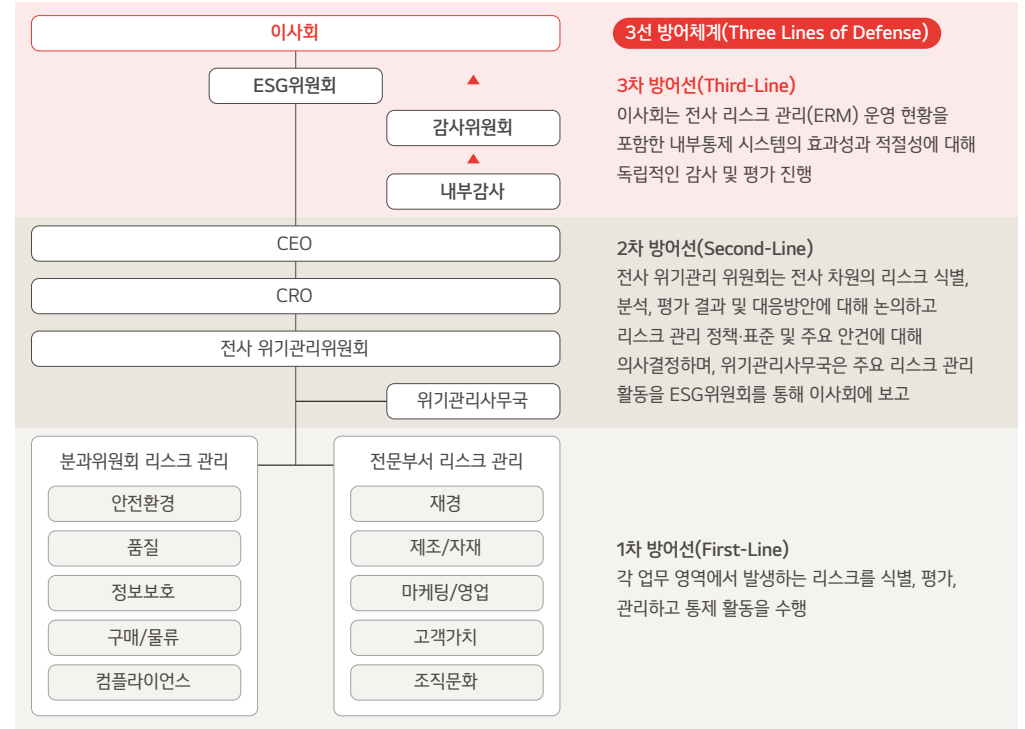 이사회
ESG위원회
감사위원회
내부감사
3선 방어체계(Three Lines of Defense)
3차 방어선(Third-Line)
이사회는 전사 리스크 관리(ERM) 운영 현황을
포함한 내부통제 시스템의 효과성과 적절성에 대해
독립적인 감사 및 평가 진행
CEO
CRO
전사 위기관리위원회
위기관리사무국
2차 방어선(Second-Line)
전사 위기관리 위원회는 전사 차원의 리스크 식별,
분석, 평가 결과 및 대응방안에 대해 논의하고
리스크 관리 정책·표준 및 주요 안건에 대해
의사결정하며, 위기관리사무국은 주요 리스크 관리
활동을 ESG위원회를 통해 이사회에 보고
분과위원회 리스크 관리
안전환경
품질
정보보호
구매/물류
컴플라이언스
전문부서 리스크 관리
재경
제조/자재
마케팅/영업
고객가치
조직문화
1차 방어선(First-Line)
각 업무 영역에서 발생하는 리스크를 식별, 평가,
관리하고 통제 활동을 수행